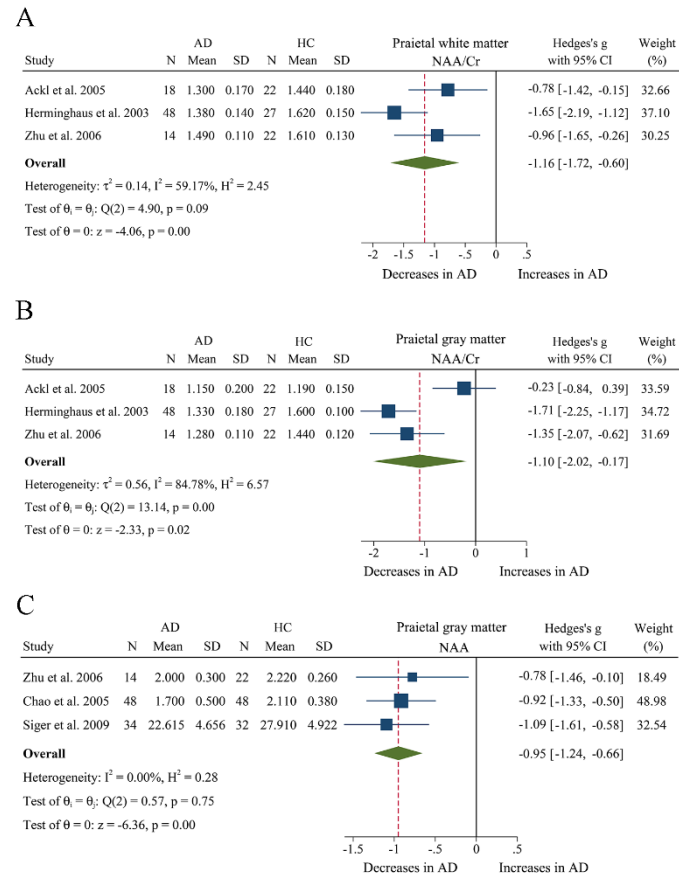 A
AD HC Praietal white matter Hedges's g Weight
Study N Mean SD N Mean SD NAA/Cr with 95% CI (%)
Ackl et al. 2005 18 1.300 0.170 22 1.440 0.180 -0.78 [-1.42, -0.15] 32.66
Herminghaus et al. 2003 48 1.380 0.140 27 1.620 0.150 -1.65 [-2.19, -1.12] 37.10
Zhu et al. 2006 14 1.490 0.110 22 1.610 0.130 -0.96 [-1.65, -0.26] 30.25
Overall -1.16 [-1.72, -0.60]
Heterogeneity: τ² = 0.14, I² = 59.17%, H² = 2.45
Test of θi = θj: Q(2) = 4.90, p = 0.09
Test of θ = 0: z = -4.06, p = 0.00
-2 -1.5 -1 -.5 0 .5
Decreases in AD Increases in AD
B
AD HC Praietal gray matter Hedges's g Weight
Study N Mean SD N Mean SD NAA/Cr with 95% CI (%)
Ackl et al. 2005 18 1.150 0.200 22 1.190 0.150 -0.23 [-0.84, 0.39] 33.59
Herminghaus et al. 2003 48 1.330 0.180 27 1.600 0.100 -1.71 [-2.25, -1.17] 34.72
Zhu et al. 2006 14 1.280 0.110 22 1.440 0.120 -1.35 [-2.07, -0.62] 31.69
Overall -1.10 [-2.02, -0.17]
Heterogeneity: τ² = 0.56, I² = 84.78%, H² = 6.57
Test of θi = θj: Q(2) = 13.14, p = 0.00
Test of θ = 0: z = -2.33, p = 0.02
-2 -1 0 1
Decreases in AD Increases in AD
C
AD HC Praietal gray matter Hedges's g Weight
Study N Mean SD N Mean SD NAA with 95% CI (%)
Zhu et al. 2006 14 2.000 0.300 22 2.220 0.260 -0.78 [-1.46, -0.10] 18.49
Chao et al. 2005 48 1.700 0.500 48 2.110 0.380 -0.92 [-1.33, -0.50] 48.98
Siger et al. 2009 34 22.615 4.656 32 27.910 4.922 -1.09 [-1.61, -0.58] 32.54
Overall -0.95 [-1.24, -0.66]
Heterogeneity: I² = 0.00%, H² = 0.28
Test of θi = θj: Q(2) = 0.57, p = 0.75
Test of θ = 0: z = -6.36, p = 0.00
-1.5 -1 -.5 0 .5
Decreases in AD Increases in AD